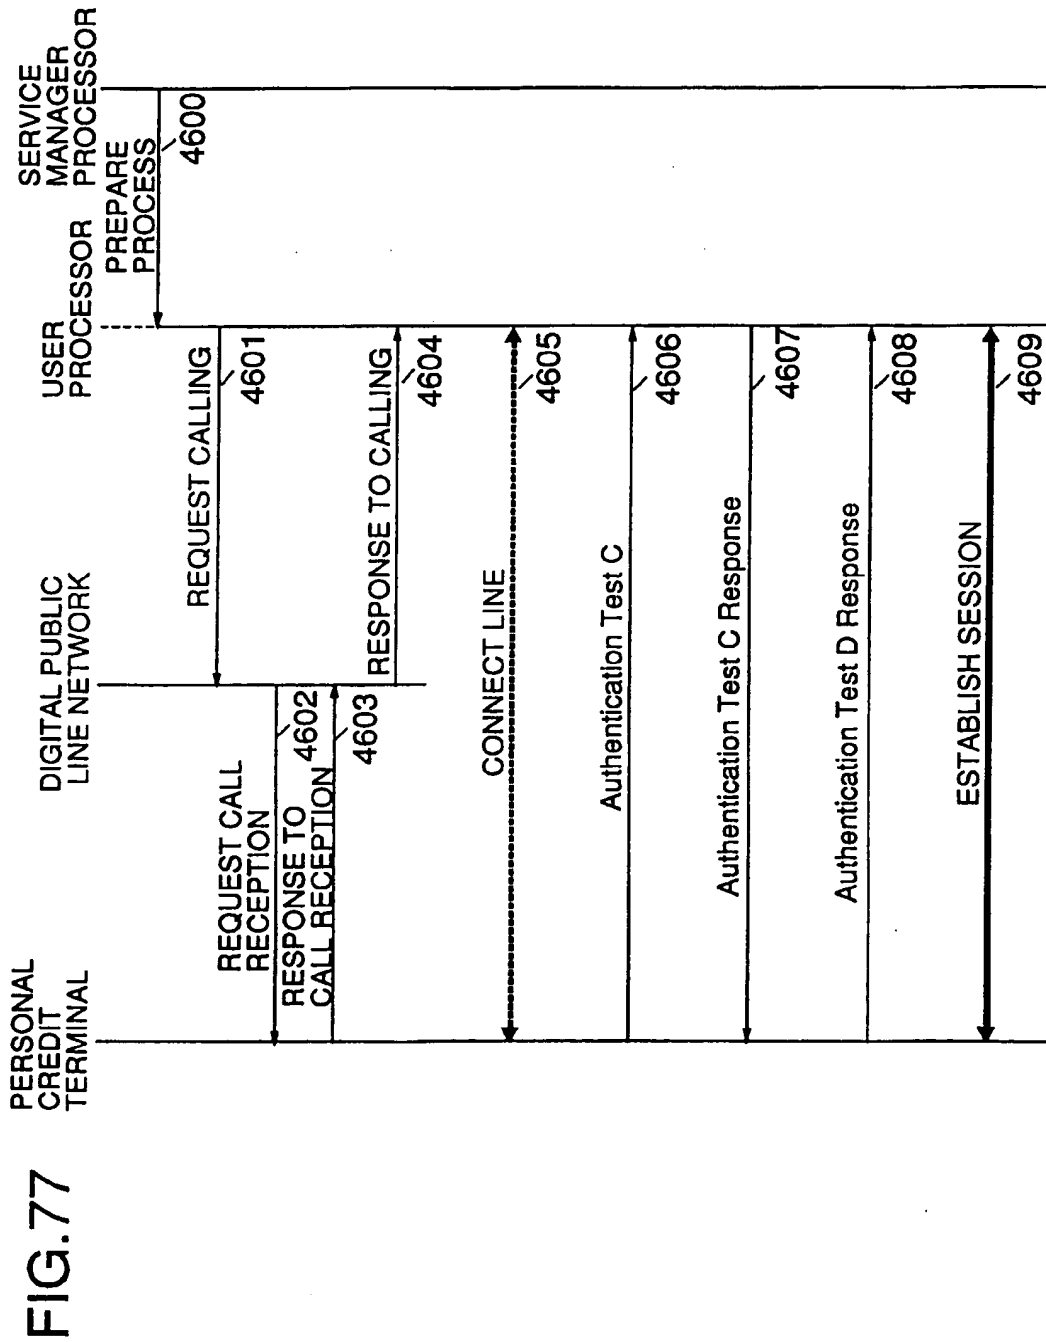 FIG.77
PERSONAL
CREDIT
TERMINAL
DIGITAL PUBLIC
LINE NETWORK
USER
PROCESSOR
SERVICE
MANAGER
PROCESSOR
PREPARE
PROCESS
4600
REQUEST CALLING
4601
REQUEST CALL
RECEPTION
4602
RESPONSE TO
CALL RECEPTION
4603
RESPONSE TO CALLING
4604
CONNECT LINE
4605
Authentication Test C
4606
Authentication Test C Response
4607
Authentication Test D Response
4608
ESTABLISH SESSION
4609